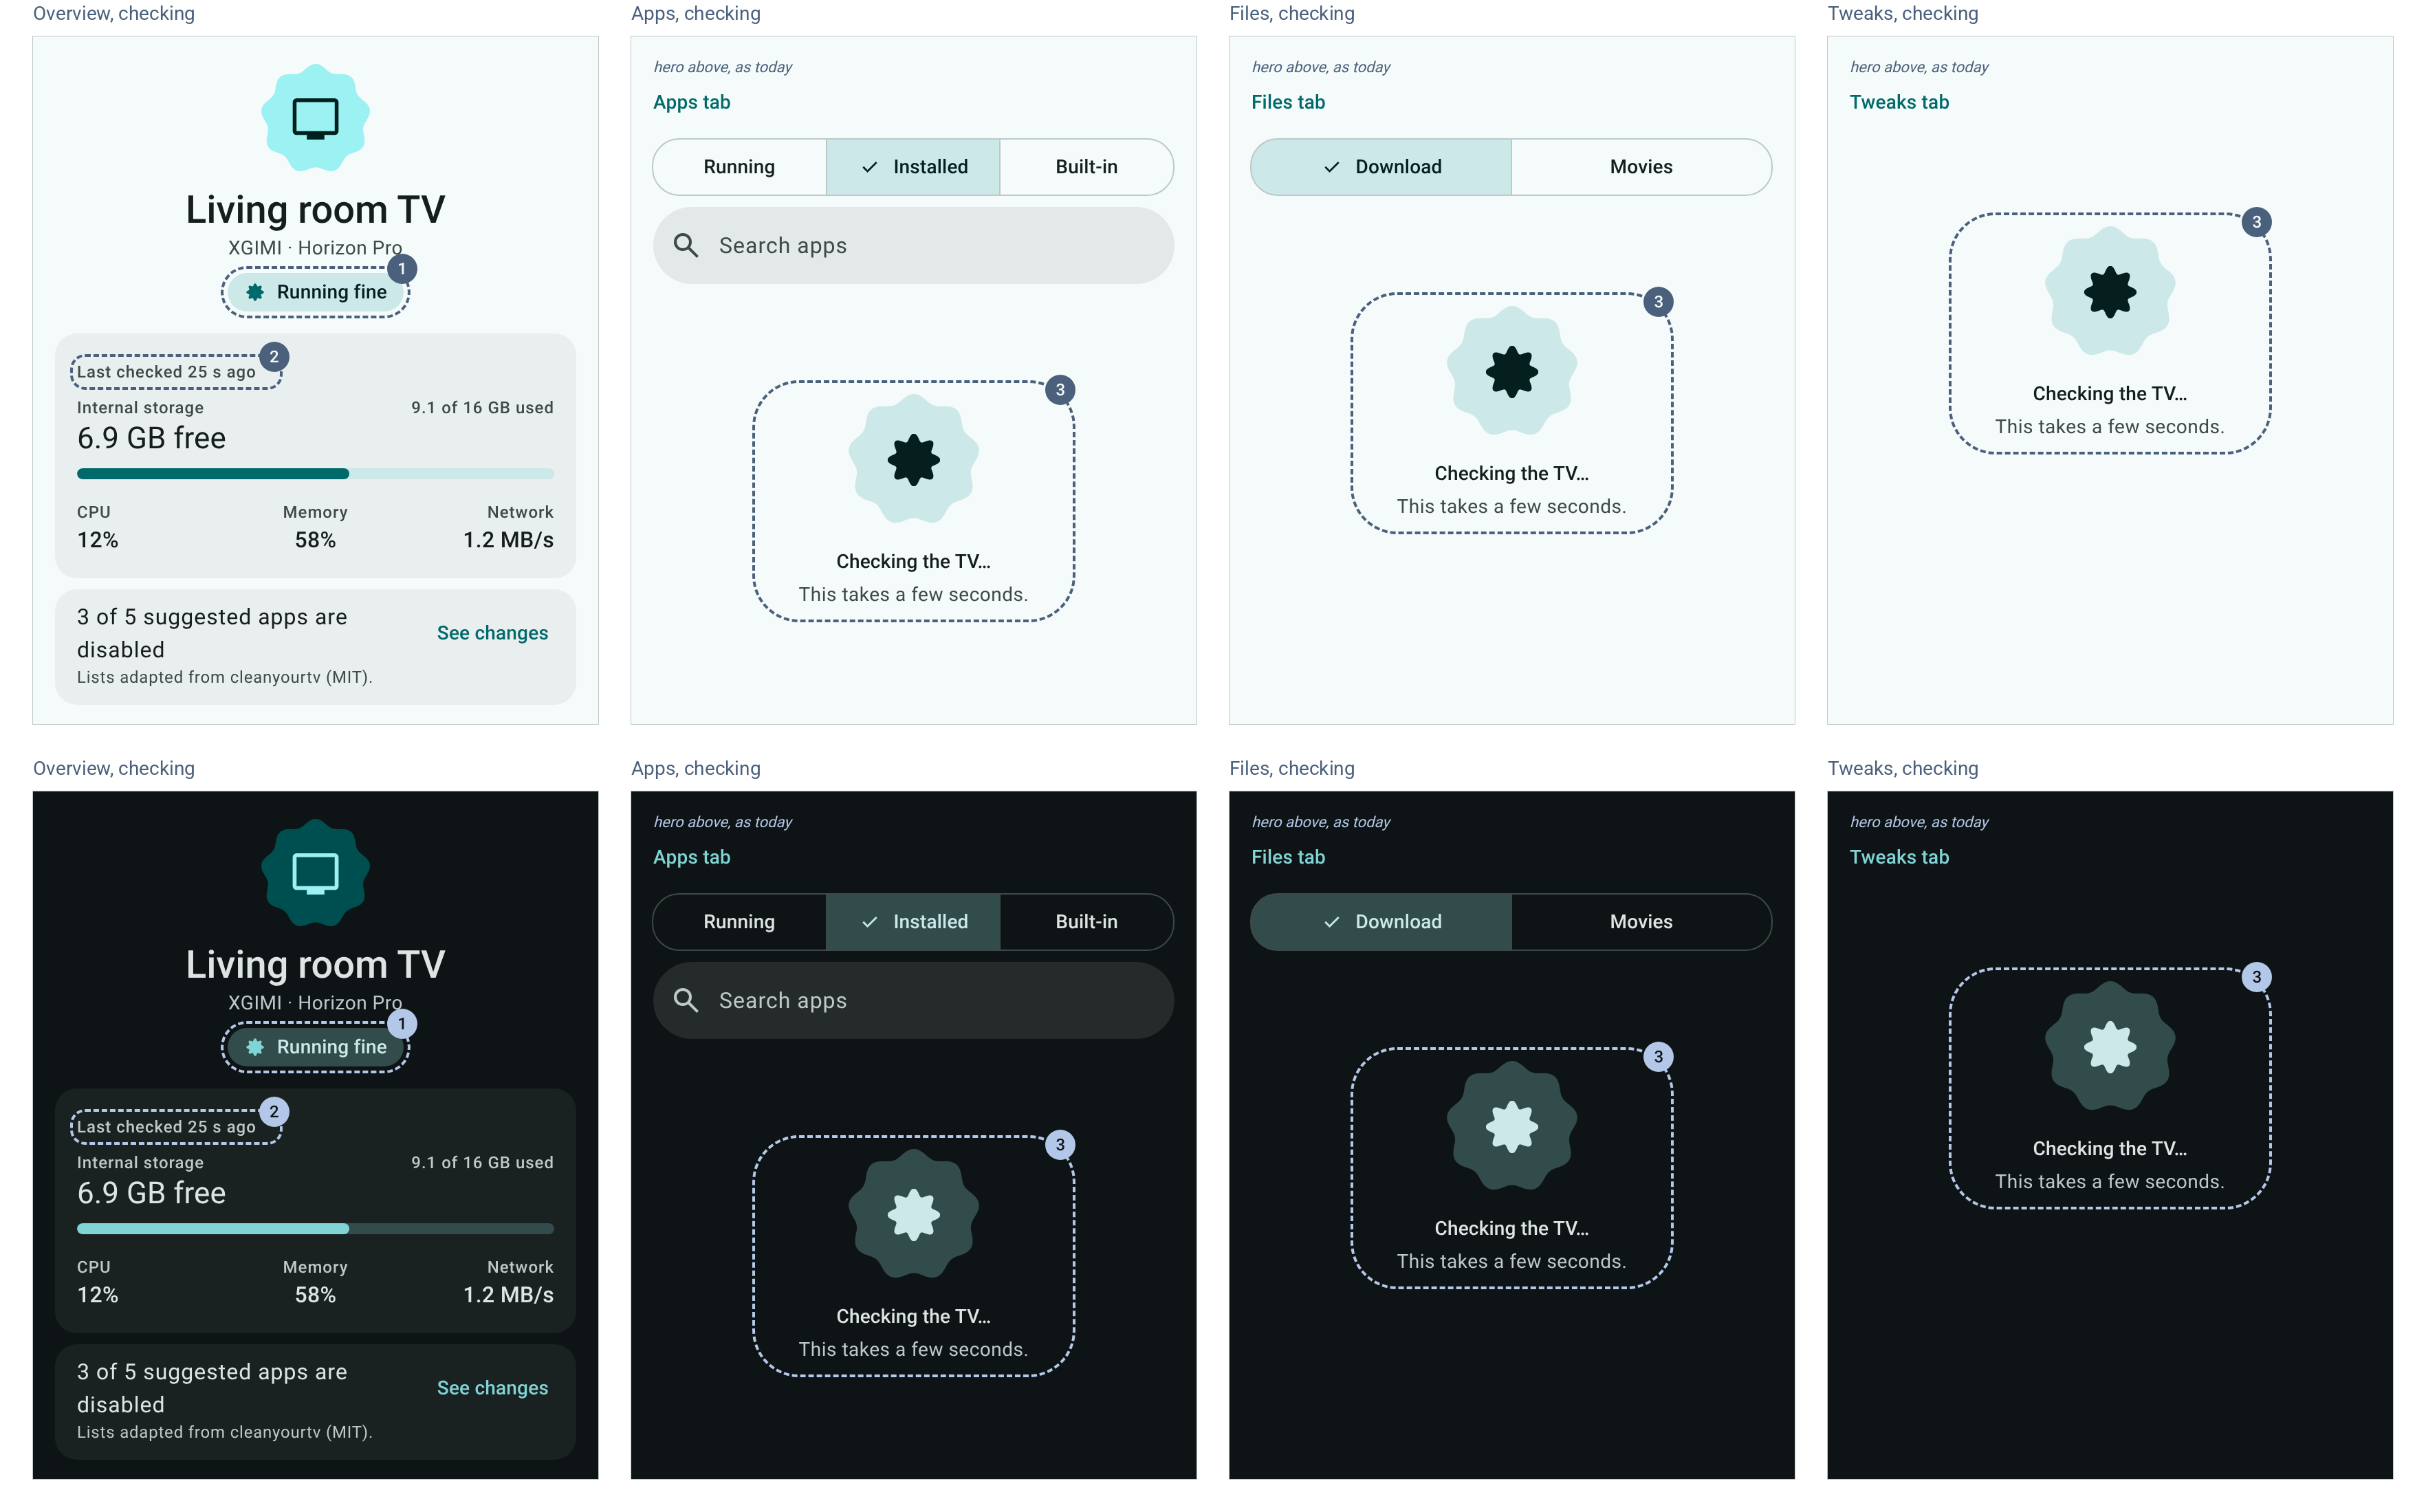 Overview, checking
Living room TV
XGIMI · Horizon Pro
1
Running fine
2
Last checked 25 s ago
Internal storage 9.1 of 16 GB used
6.9 GB free
CPU Memory Network
12% 58% 1.2 MB/s
3 of 5 suggested apps are
disabled
See changes
Lists adapted from cleanyourtv (MIT).
Apps, checking
hero above, as today
Apps tab
Running Installed Built-in
Search apps
3
Checking the TV…
This takes a few seconds.
Files, checking
hero above, as today
Files tab
Download Movies
3
Checking the TV…
This takes a few seconds.
Tweaks, checking
hero above, as today
Tweaks tab
3
Checking the TV…
This takes a few seconds.
Overview, checking
Living room TV
XGIMI · Horizon Pro
1
Running fine
2
Last checked 25 s ago
Internal storage 9.1 of 16 GB used
6.9 GB free
CPU Memory Network
12% 58% 1.2 MB/s
3 of 5 suggested apps are
disabled
See changes
Lists adapted from cleanyourtv (MIT).
Apps, checking
hero above, as today
Apps tab
Running Installed Built-in
Search apps
3
Checking the TV…
This takes a few seconds.
Files, checking
hero above, as today
Files tab
Download Movies
3
Checking the TV…
This takes a few seconds.
Tweaks, checking
hero above, as today
Tweaks tab
3
Checking the TV…
This takes a few seconds.